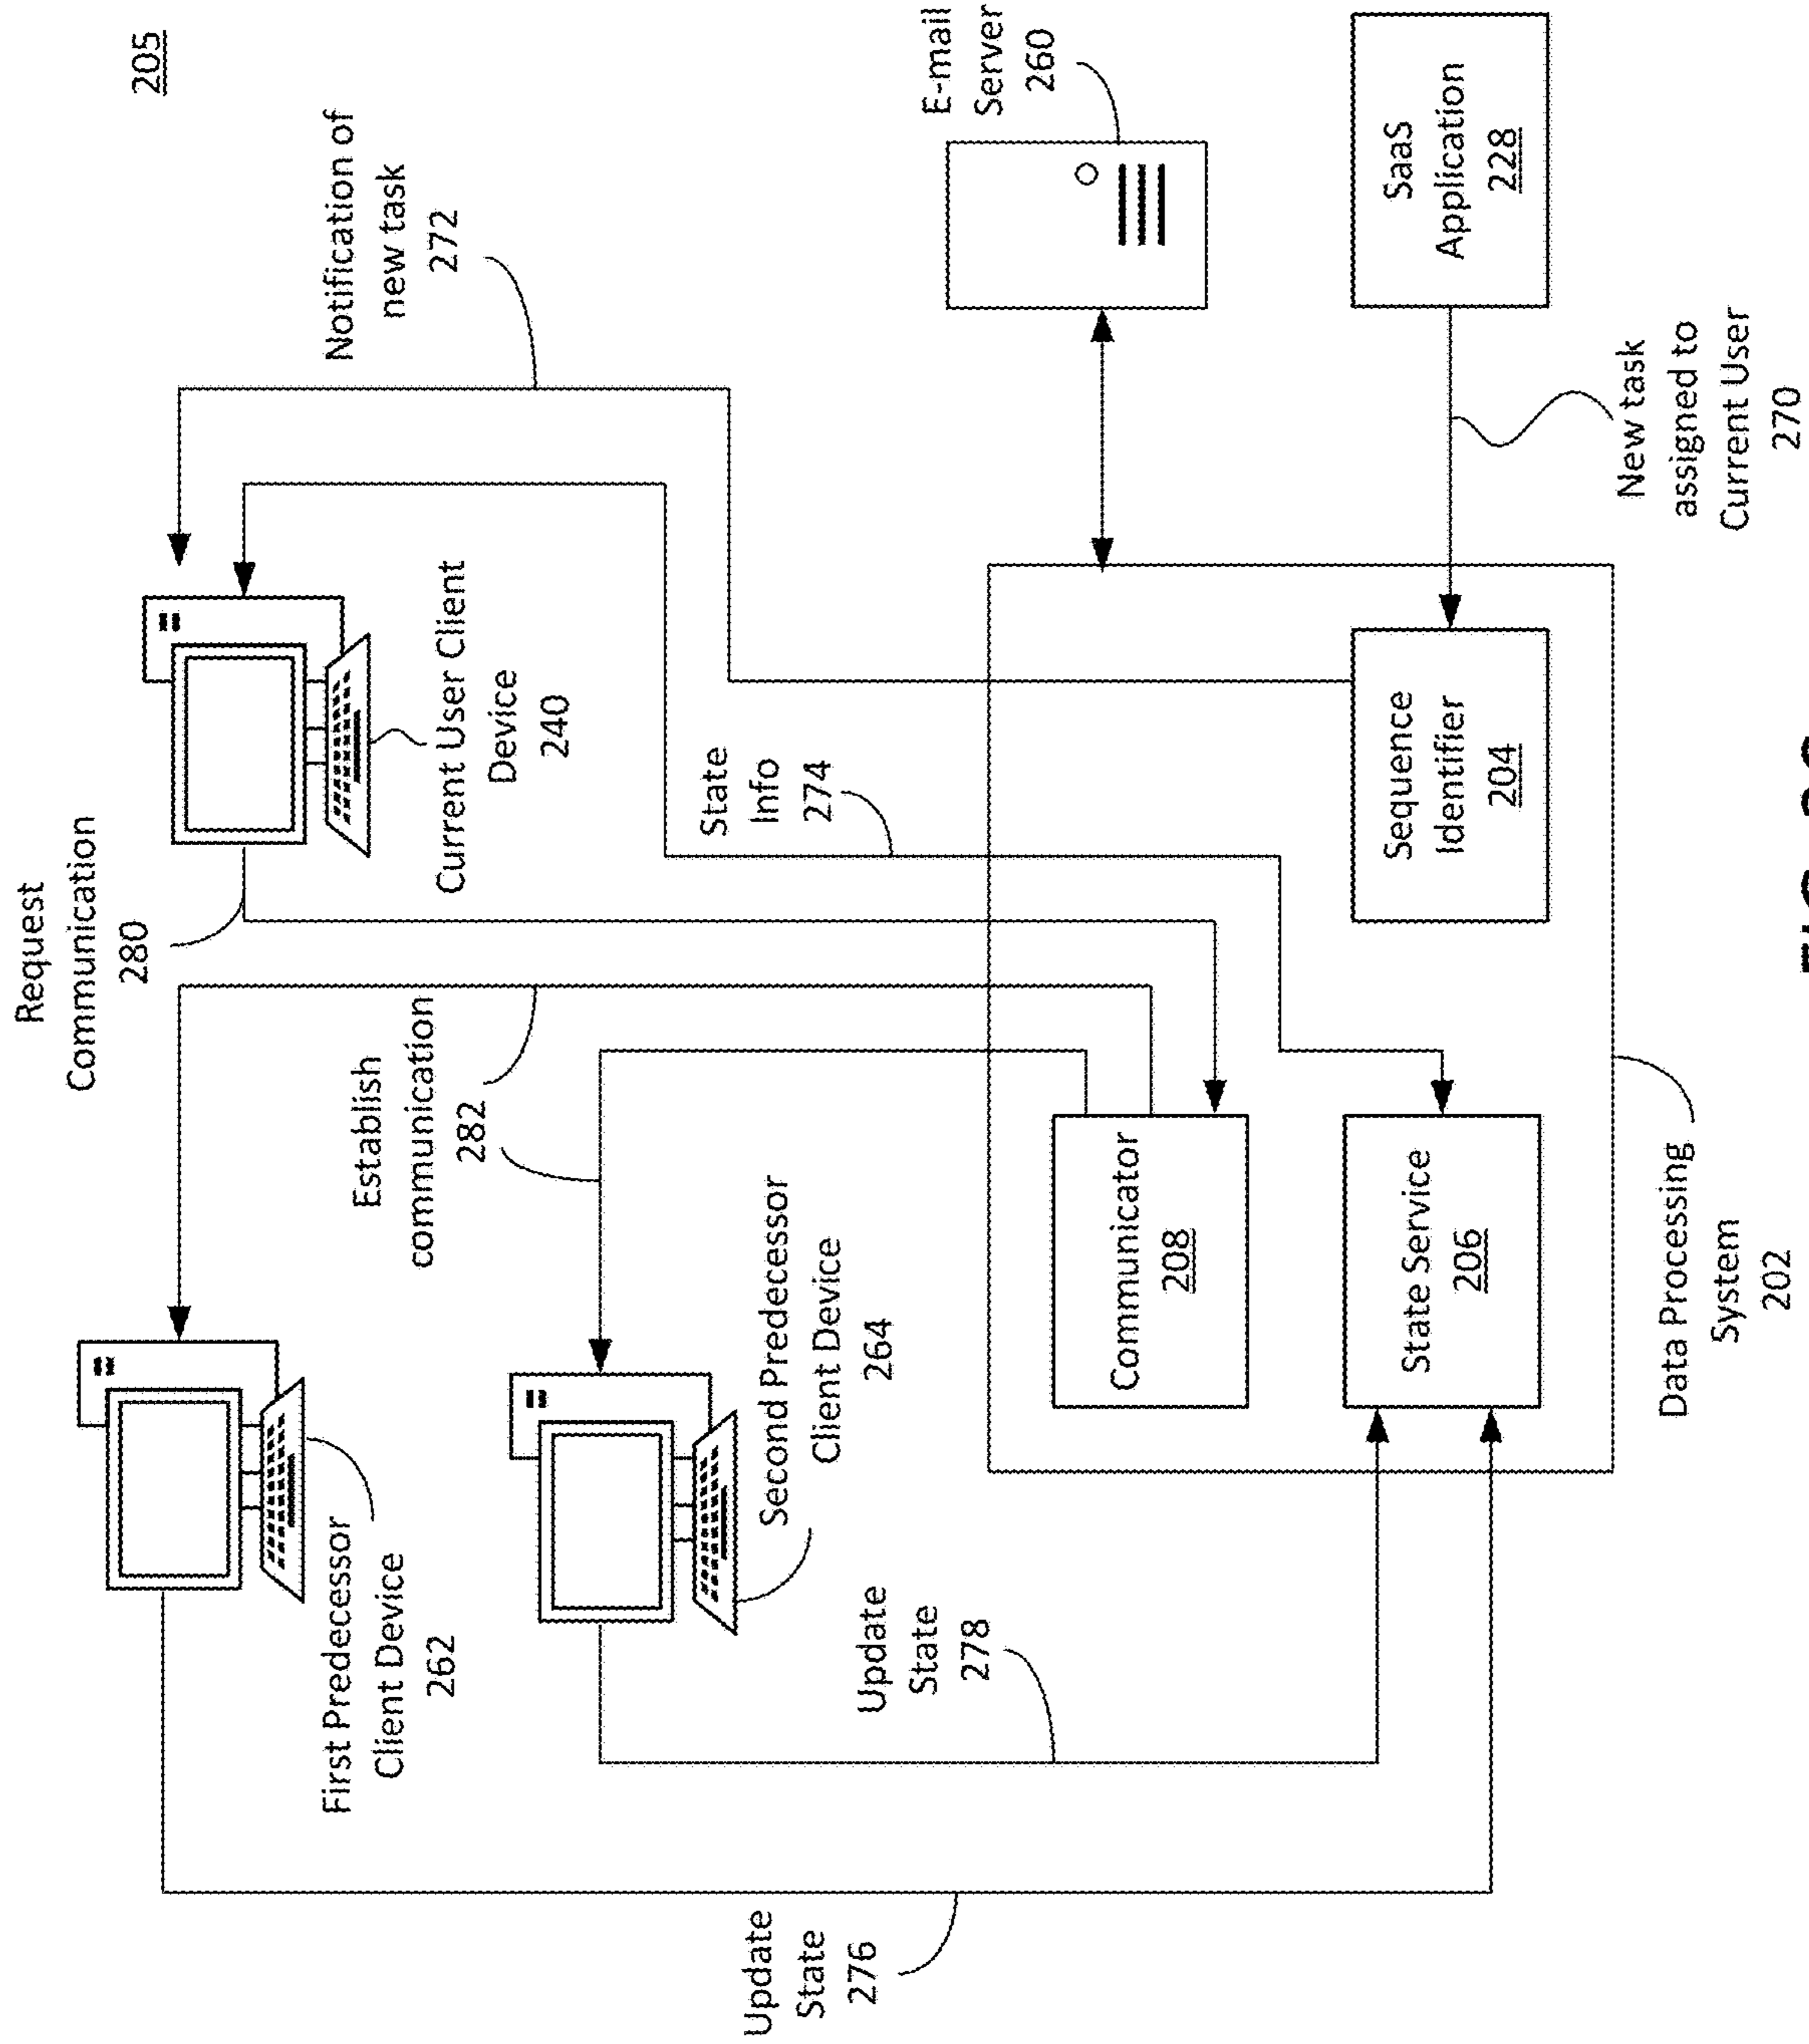 Request
Communication
280
205
First Predecessor
Client Device
262
Establish
communication
282
Notification of
new task
272
Current User Client
Device
240
State
Info
274
Update
State
276
Second Predecessor
Client Device
264
Update
State
278
E-mail
Server
260
Communicator
208
State Service
206
Sequence
Identifier
204
SaaS
Application
228
New task
assigned to
Current User
270
Data Processing
System
202